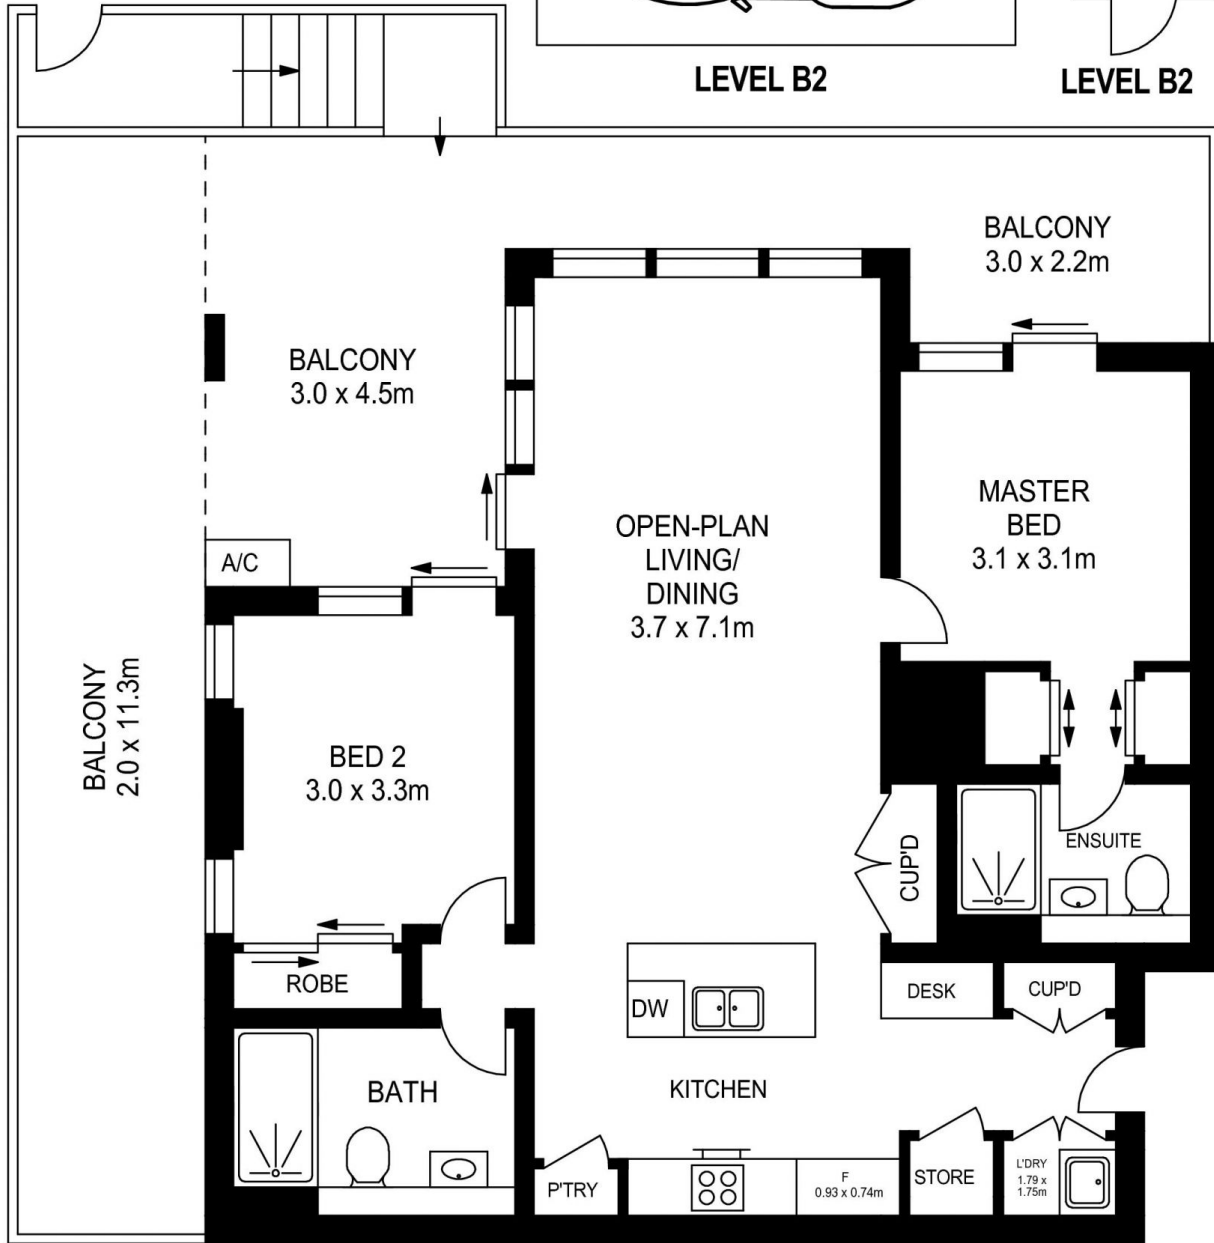 LEVEL B2
LEVEL B2
BALCONY
3.0 x 2.2m
BALCONY
3.0 x 4.5m
MASTER
BED
3.1 x 3.1m
OPEN-PLAN
LIVING/
DINING
3.7 x 7.1m
A/C
BALCONY
2.0 x 11.3m
BED 2
3.0 x 3.3m
CUP'D
ENSUITE
ROBE
DW
DESK
CUP'D
BATH
KITCHEN
P'TRY
F
0.93 x 0.74m
STORE
L'DRY
1.79 x
1.75m